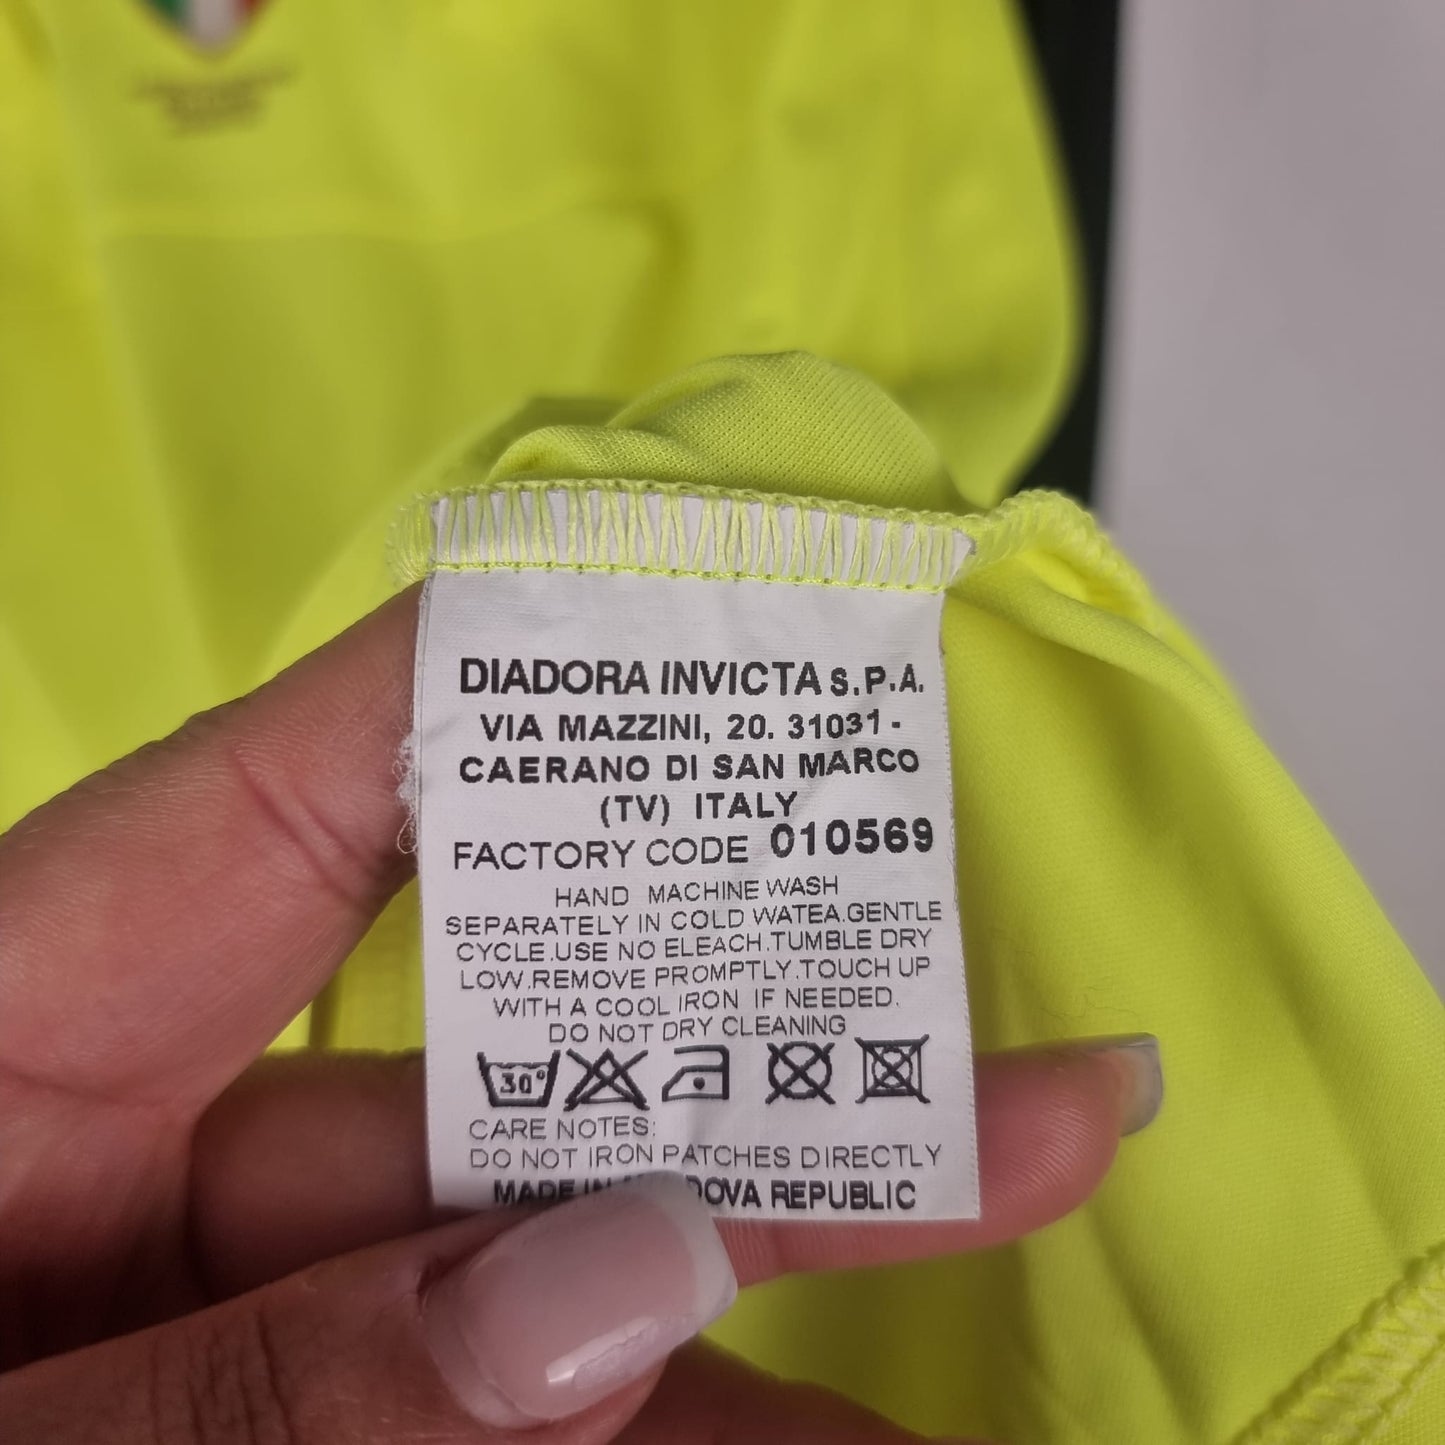 DIADORA INVICTA S.P.A.
VIA MAZZINI, 20. 31031 -
CAERANO DI SAN MARCO
(TV) ITALY
FACTORY CODE 010569
HAND MACHINE WASH
SEPARATELY IN COLD WATEA.GENTLE
CYCLE.USE NO ELEACH.TUMBLE DRY
LOW.REMOVE PROMPTLY.TOUCH UP
WITH A COOL IRON IF NEEDED.
DO NOT DRY CLEANING
30°
CARE NOTES:
DO NOT IRON PATCHES DIRECTLY
MADE IN REPUBLIC